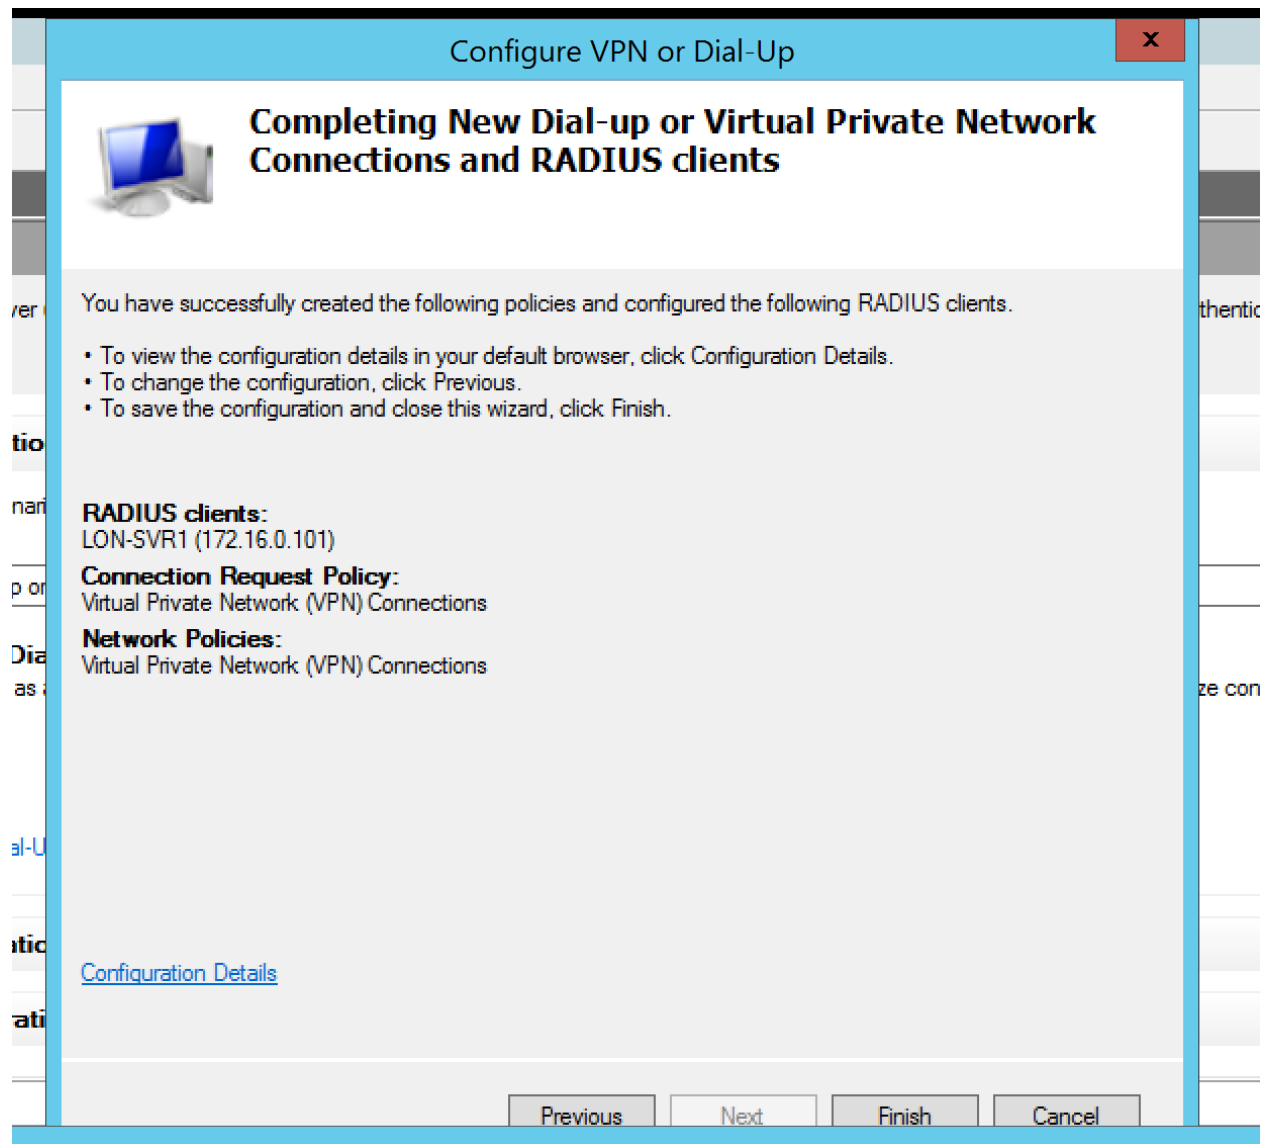 Configure VPN or Dial-Up
x
Completing New Dial-up or Virtual Private Network
Connections and RADIUS clients
You have successfully created the following policies and configured the following RADIUS clients.
• To view the configuration details in your default browser, click Configuration Details.
• To change the configuration, click Previous.
• To save the configuration and close this wizard, click Finish.
RADIUS clients:
LON-SVR1 (172.16.0.101)
Connection Request Policy:
Virtual Private Network (VPN) Connections
Network Policies:
Virtual Private Network (VPN) Connections
Configuration Details
Previous
Next
Finish
Cancel